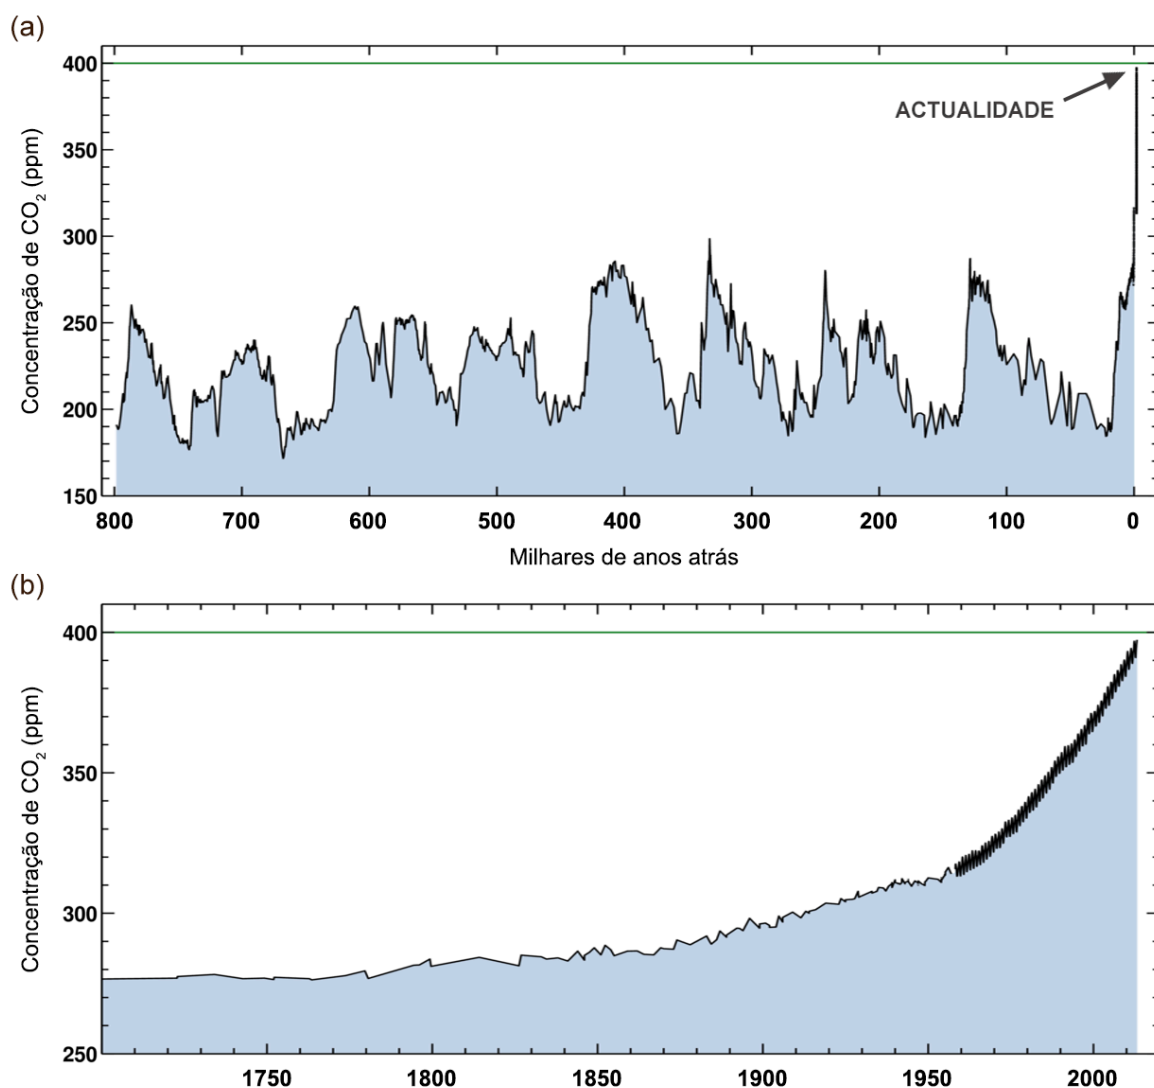 (a)
400
350
300
250
200
150
Concentração de CO₂ (ppm)
ACTUALIDADE
800 700 600 500 400 300 200 100 0
Milhares de anos atrás
(b)
400
350
300
250
Concentração de CO₂ (ppm)
1750 1800 1850 1900 1950 2000